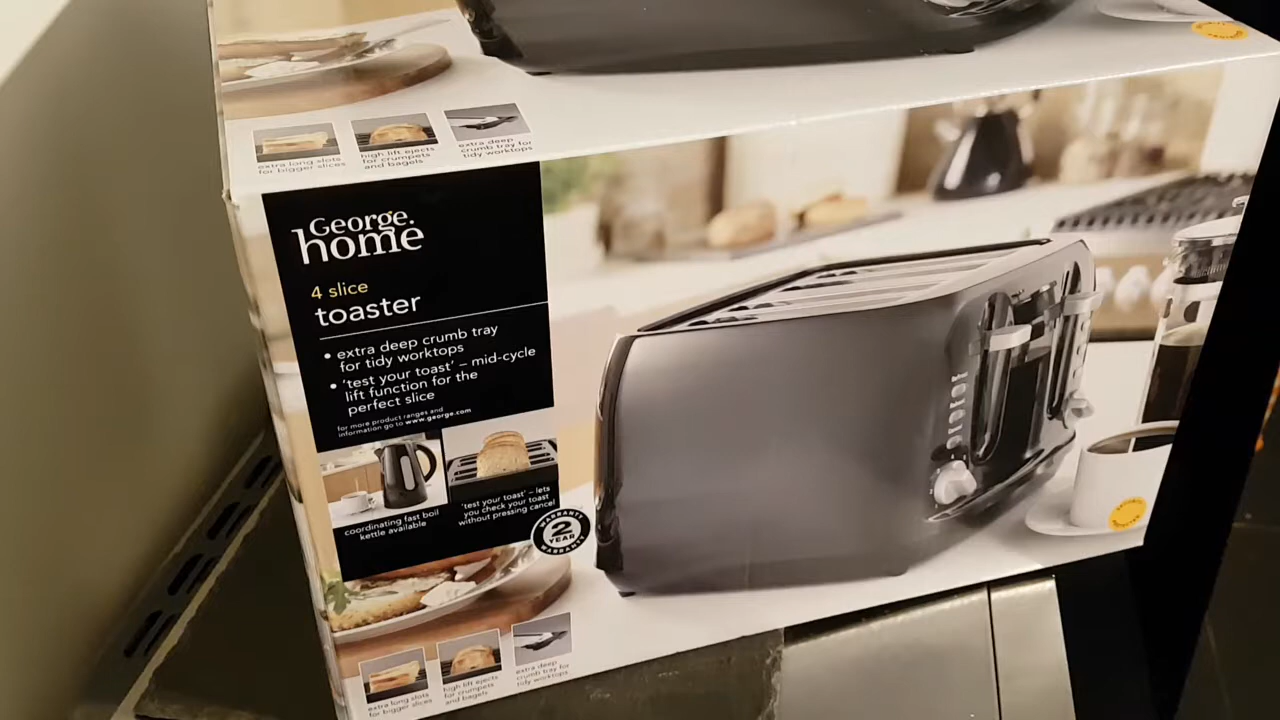 extra long slots
for bigger slices
high lift ejects
for crumpets
and bagels
extra deep
crumb tray for
tidy worktops
George.
home
4 slice
toaster
• extra deep crumb tray
for tidy worktops
• 'test your toast' – mid-cycle
lift function for the
perfect slice
for more product ranges and
information go to www.george.com
coordinating fast boil
kettle available
'test your toast' – lets
you check your toast
without pressing cancel
WARRANTY
2
YEAR
WARRANTY
extra long slots
for bigger slices
high lift ejects
for crumpets
and bagels
extra deep
crumb tray for
tidy worktops